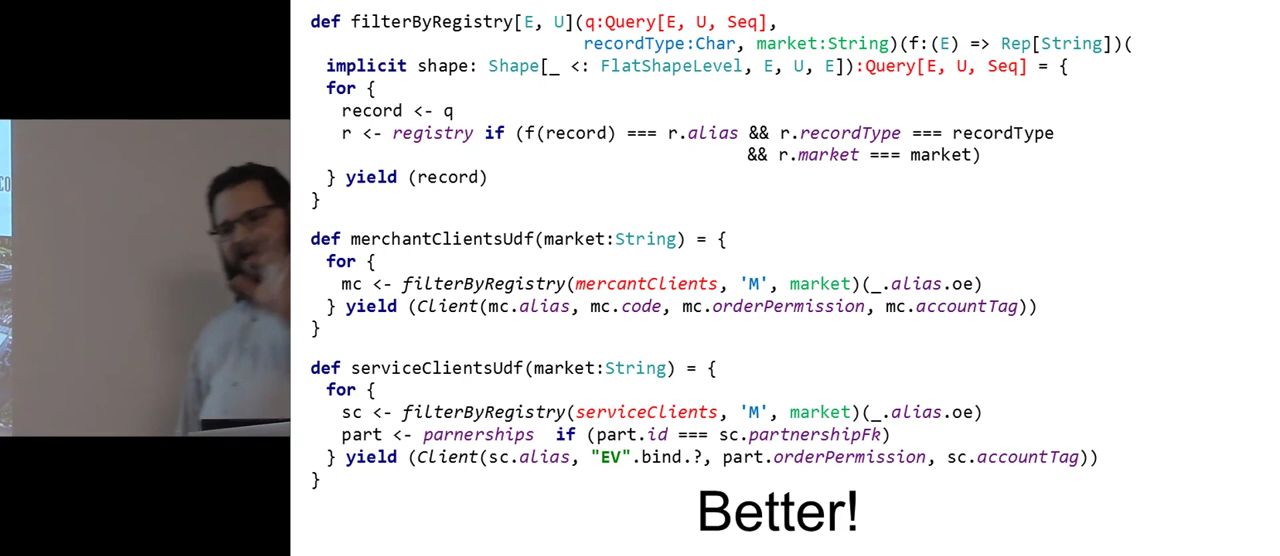 def filterByRegistry[E, U](q:Query[E, U, Seq],
recordType:Char, market:String)(f:(E) => Rep[String])(
implicit shape: Shape[_ <: FlatShapeLevel, E, U, E]):Query[E, U, Seq] = {
for {
record <- q
r <- registry if (f(record) === r.alias && r.recordType === recordType
&& r.market === market)
} yield (record)
}
def merchantClientsUdf(market:String) = {
for {
mc <- filterByRegistry(mercantClients, 'M', market)(_.alias.oe)
} yield (Client(mc.alias, mc.code, mc.orderPermission, mc.accountTag))
}
def serviceClientsUdf(market:String) = {
for {
sc <- filterByRegistry(serviceClients, 'M', market)(_.alias.oe)
part <- parnerships if (part.id === sc.partnershipFk)
} yield (Client(sc.alias, "EV".bind.?, part.orderPermission, sc.accountTag))
}
Better!